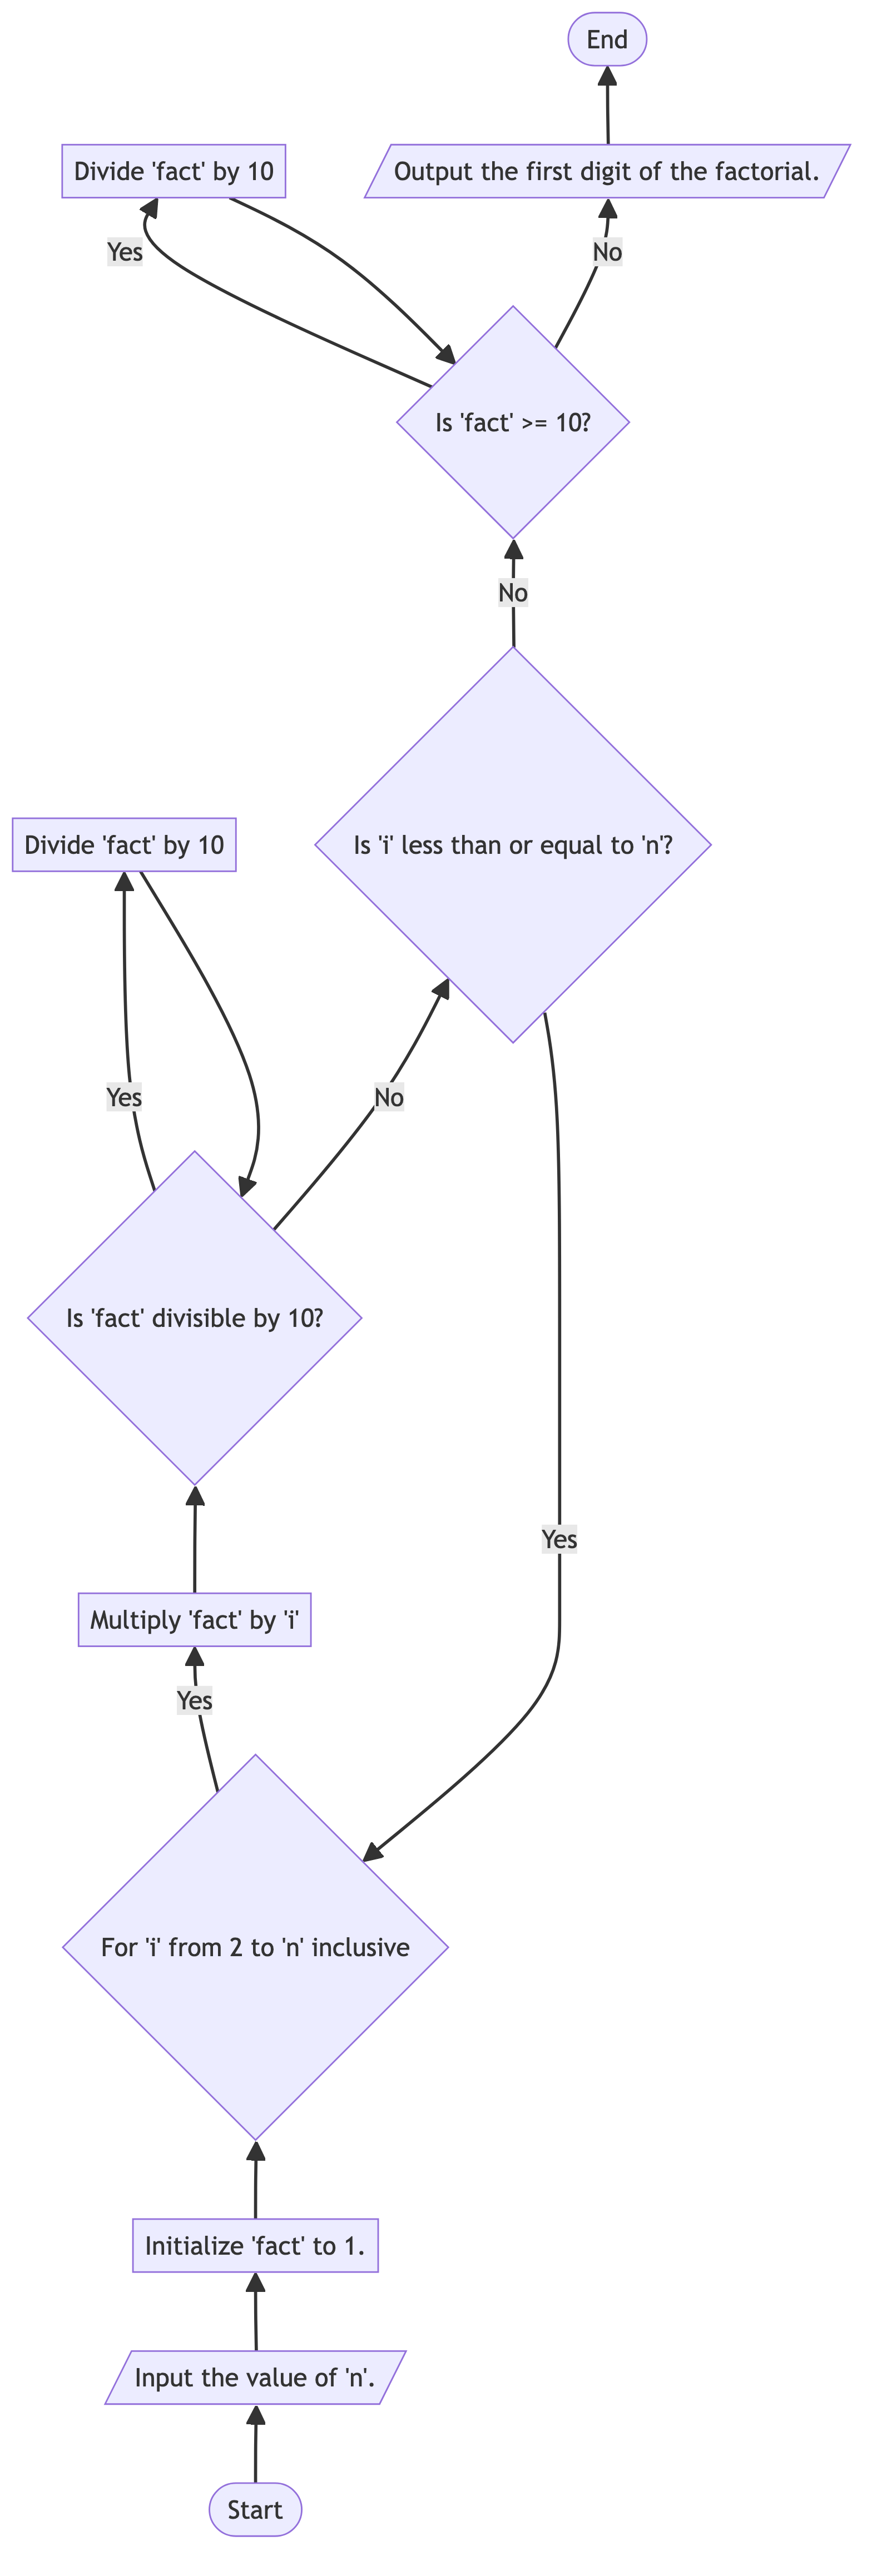 End
Divide 'fact' by 10
Output the first digit of the factorial.
Yes
No
Is 'fact' >= 10?
No
Divide 'fact' by 10
Is 'i' less than or equal to 'n'?
Yes
No
Is 'fact' divisible by 10?
Yes
Multiply 'fact' by 'i'
Yes
For 'i' from 2 to 'n' inclusive
Initialize 'fact' to 1.
Input the value of 'n'.
Start